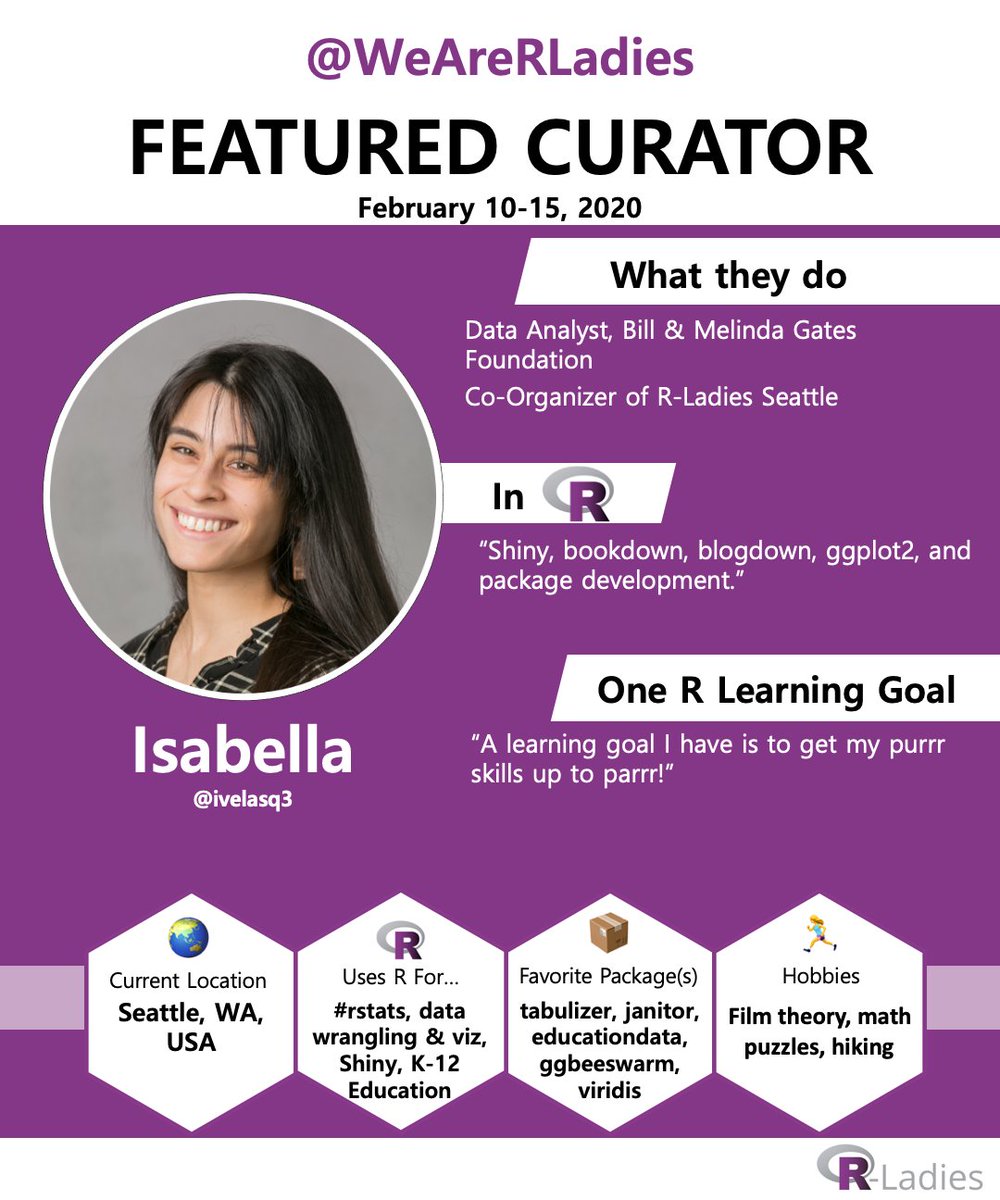 @WeAreRLadies
FEATURED CURATOR
February 10-15, 2020
What they do
Data Analyst, Bill & Melinda Gates
Foundation
Co-Organizer of R-Ladies Seattle
In R
“Shiny, bookdown, blogdown, ggplot2, and
package development.”
One R Learning Goal
“A learning goal I have is to get my purrr
skills up to parrr!”
Isabella
@ivelasq3
Current Location
Seattle, WA,
USA
R
Uses R For...
#rstats, data
wrangling & viz,
Shiny, K-12
Education
Favorite Package(s)
tabulizer, janitor,
educationdata,
ggbeeswarm,
viridis
Hobbies
Film theory, math
puzzles, hiking
R-Ladies